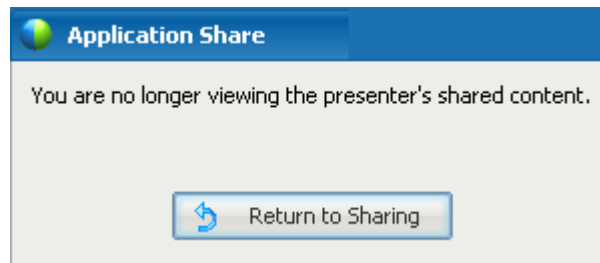 Application Share
You are no longer viewing the presenter's shared content.
Return to Sharing